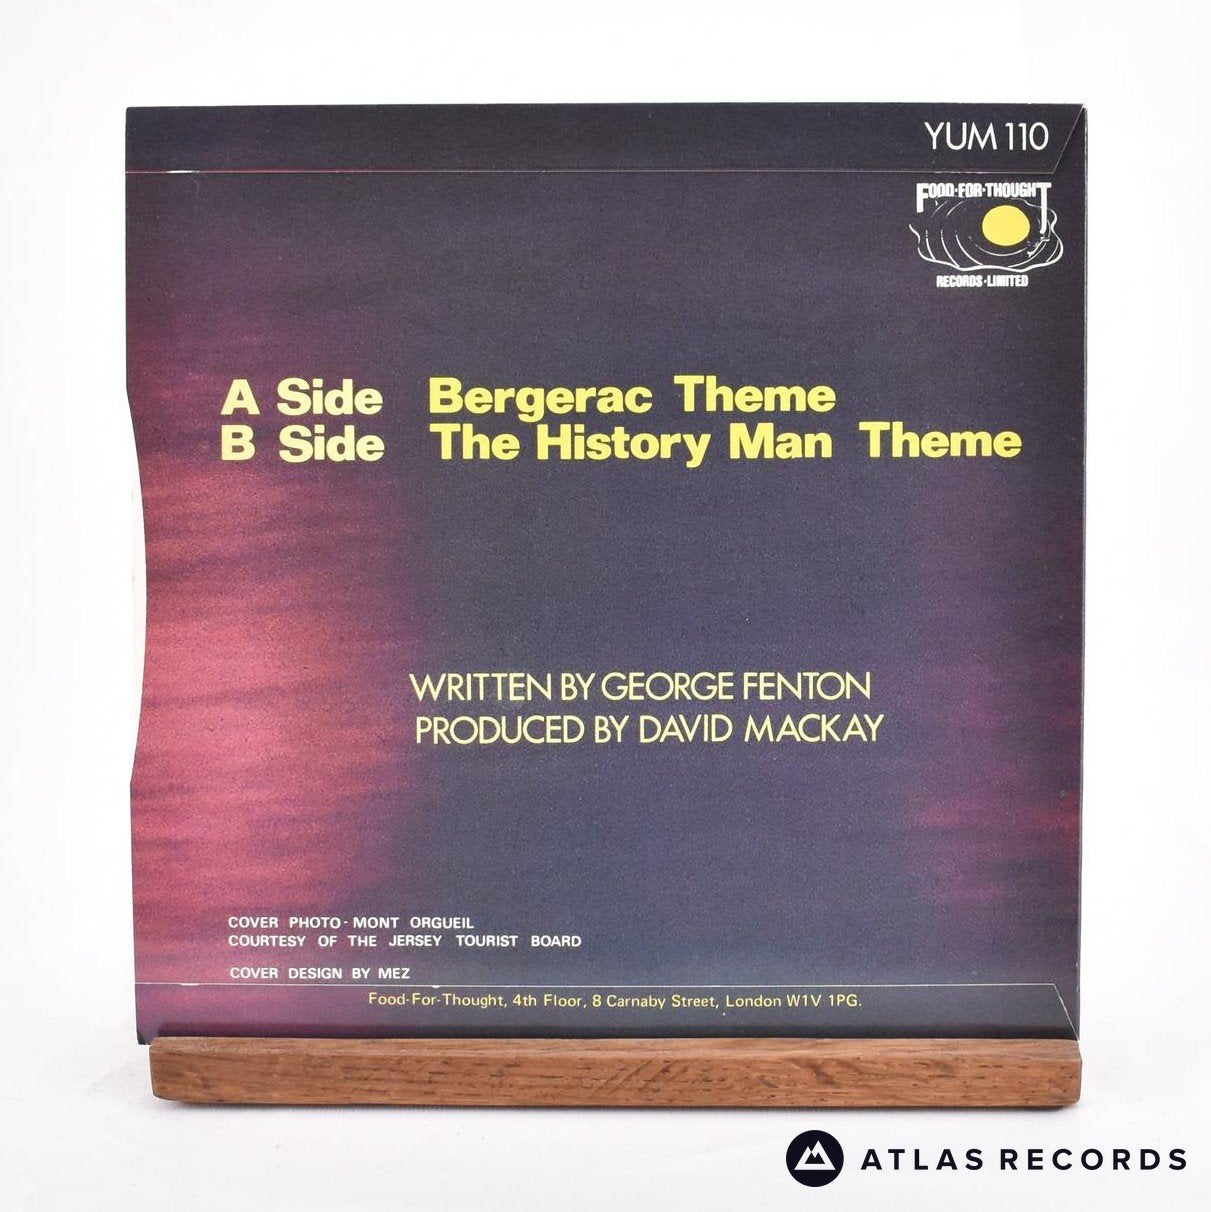 YUM 110
FOOD·FOR·THOUGHT
RECORDS·LIMITED
A Side Bergerac Theme
B Side The History Man Theme
WRITTEN BY GEORGE FENTON
PRODUCED BY DAVID MACKAY
COVER PHOTO - MONT ORGUEIL
COURTESY OF THE JERSEY TOURIST BOARD
COVER DESIGN BY MEZ
Food-For-Thought, 4th Floor, 8 Carnaby Street, London W1V 1PG.
ATLAS RECORDS